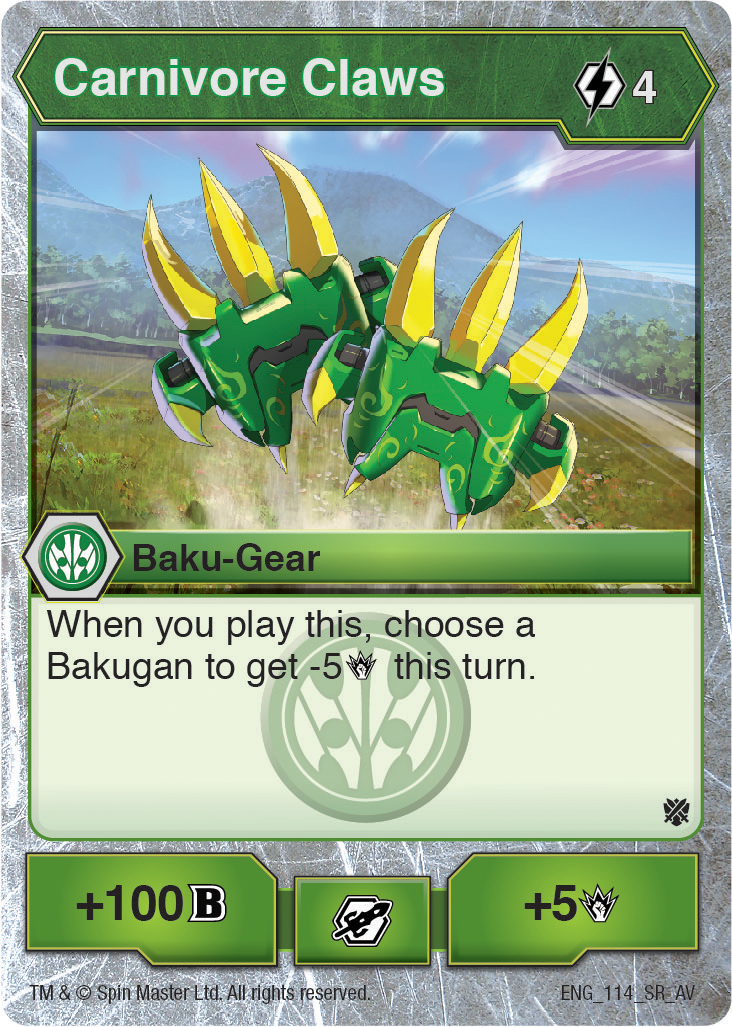 Carnivore Claws
4
Baku-Gear
When you play this, choose a
Bakugan to get -5 this turn.
+100 B
+5
TM & © Spin Master Ltd. All rights reserved.
ENG_114_SR_AV